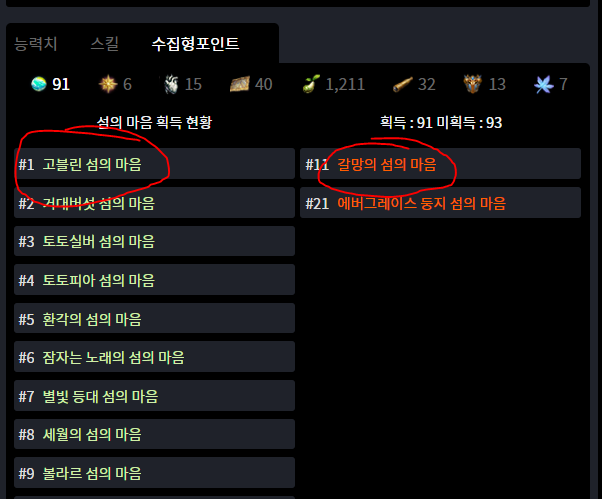 능력치 스킬 수집형포인트
91 6 15 40 1,211 32 13 7
섬의 마음 획득 현황 획득 : 91 미획득 : 93
#1 고블린 섬의 마음 #11 갈망의 섬의 마음
#2 거대버섯 섬의 마음 #21 에버그레이스 둥지 섬의 마음
#3 토토실버 섬의 마음
#4 토토피아 섬의 마음
#5 환각의 섬의 마음
#6 잠자는 노래의 섬의 마음
#7 별빛 등대 섬의 마음
#8 세월의 섬의 마음
#9 볼라르 섬의 마음